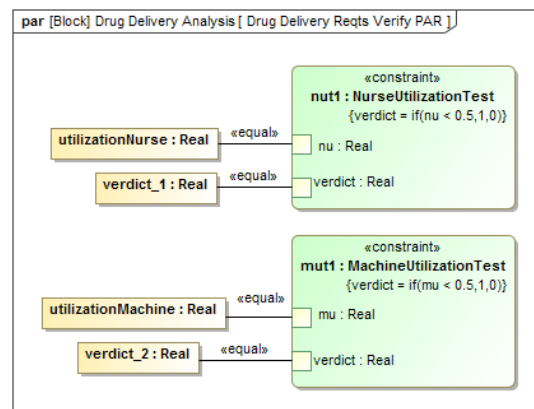 par [Block] Drug Delivery Analysis [ Drug Delivery Reqts Verify PAR ]
«constraint»
nut1 : NurseUtilizationTest
{verdict = if(nu < 0.5,1,0)}
utilizationNurse : Real
«equal»
nu : Real
verdict_1 : Real
«equal»
verdict : Real
«constraint»
mut1 : MachineUtilizationTest
{verdict = if(mu < 0.5,1,0)}
utilizationMachine : Real
«equal»
mu : Real
verdict_2 : Real
«equal»
verdict : Real